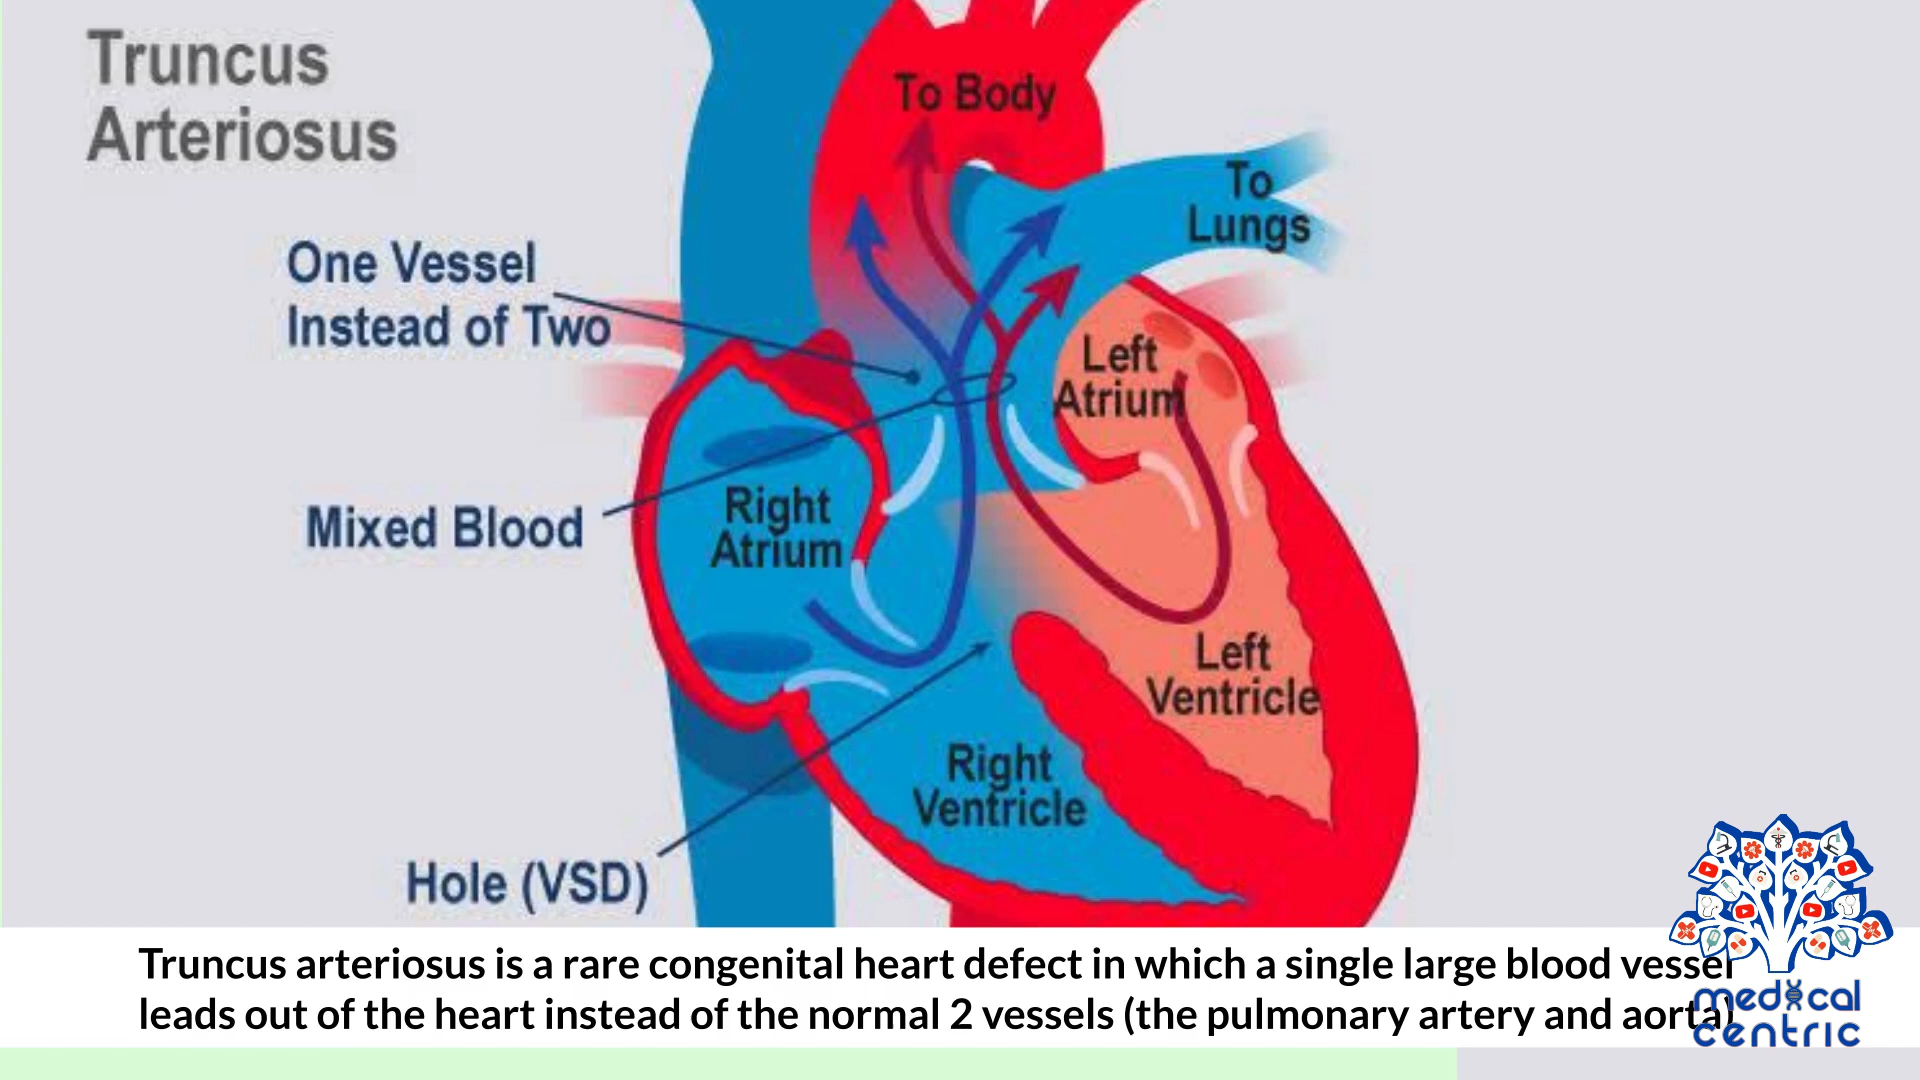 Truncus
Arteriosus
To Body
To
Lungs
One Vessel
Instead of Two
Left
Atrium
Mixed Blood
Right
Atrium
Left
Ventricle
Right
Ventricle
Hole (VSD)
Truncus arteriosus is a rare congenital heart defect in which a single large blood vessel
leads out of the heart instead of the normal 2 vessels (the pulmonary artery and aorta)
medical
centric